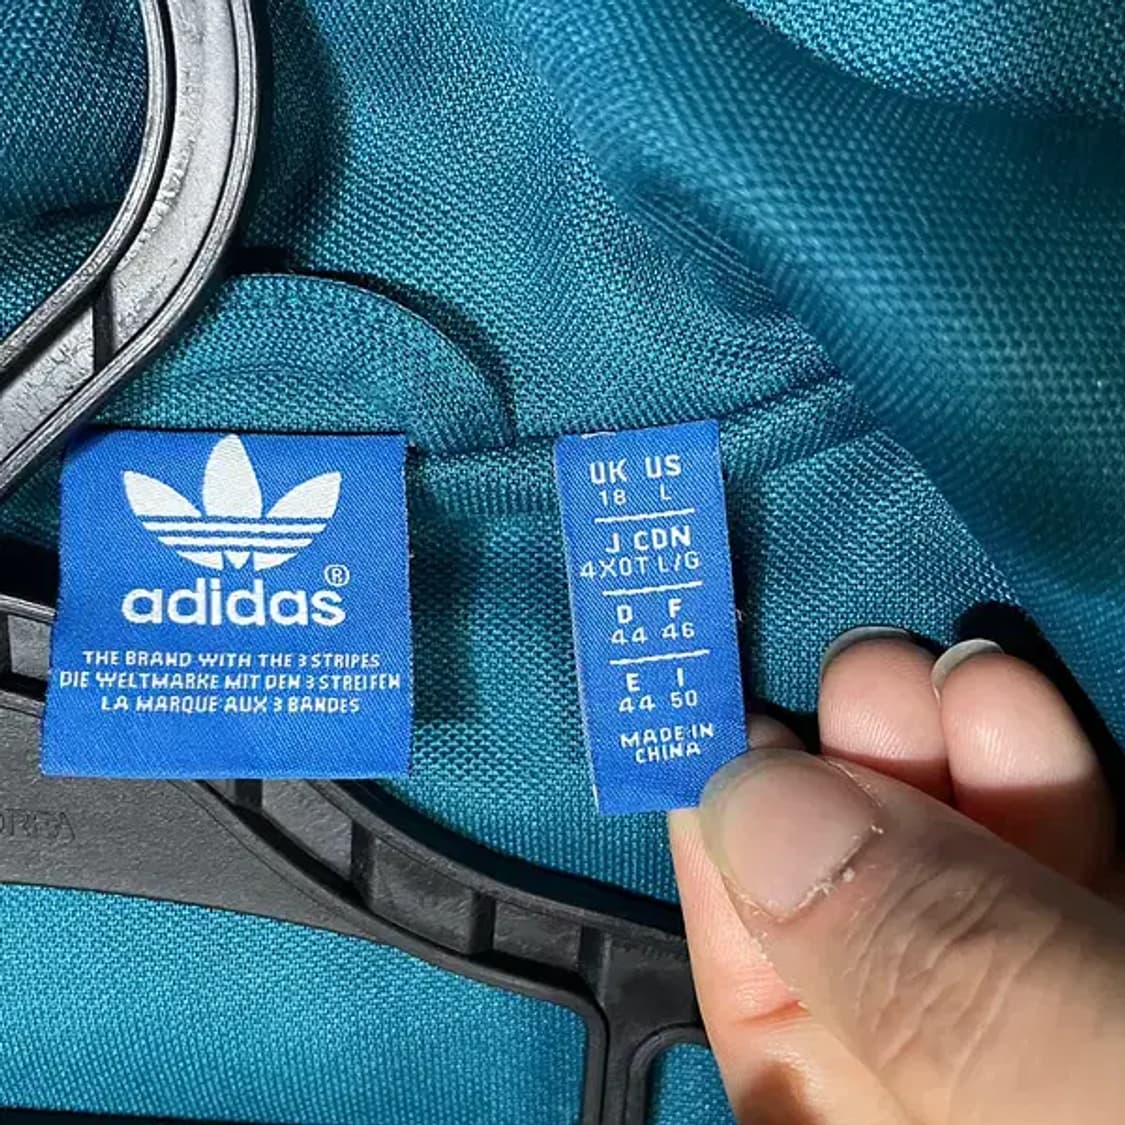 adidas®
THE BRAND WITH THE 3 STRIPES
DIE WELTMARKE MIT DEN 3 STREIFEN
LA MARQUE AUX 3 BANDES
UK US
18 L
J CDN
4XOT L/G
D F
44 46
E I
44 50
MADE IN
CHINA